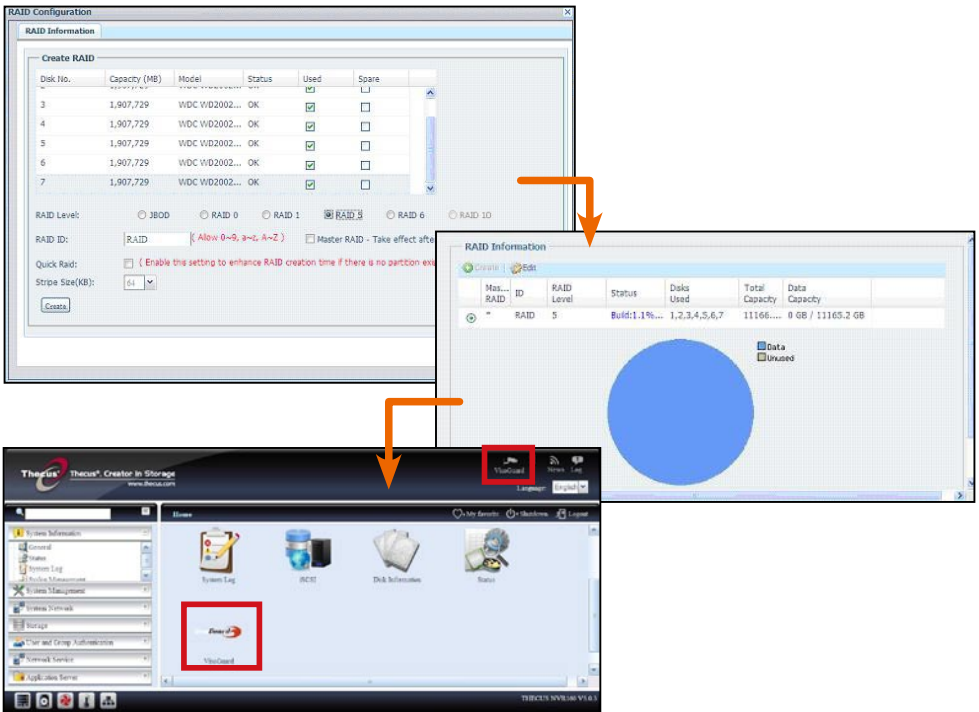 RAID Configuration
RAID Information
Create RAID
Disk No. Capacity (MB) Model Status Used Spare
3 1,907,729 WDC WD2002... OK
4 1,907,729 WDC WD2002... OK
5 1,907,729 WDC WD2002... OK
6 1,907,729 WDC WD2002... OK
7 1,907,729 WDC WD2002... OK
RAID Level: JBOD RAID 0 RAID 1 RAID 5 RAID 6 RAID 10
RAID ID: RAID ( Allow 0~9, a~z, A~Z ) Master RAID - Take effect afte
Quick Raid: ( Enable this setting to enhance RAID creation time if there is no partition exi
Stripe Size(KB): 64
Create
RAID Information
Create Edit
Mas... RAID ID RAID Level Status Disks Used Total Capacity Data Capacity
* RAID 5 Build:1.1%... 1,2,3,4,5,6,7 11166.... 0 GB / 11165.2 GB
Data
Unused
Thecus Thecus®. Creator in Storage
www.thecus.com
VisoGuard News Log
Language: English
Home My favorite Shutdown Logout
System Information
General
Status
System Log
System Management
System Network
Storage
User and Group Authentication
Network Service
Application Server
System Log iSCSI Disk Information Status
VisoGuard